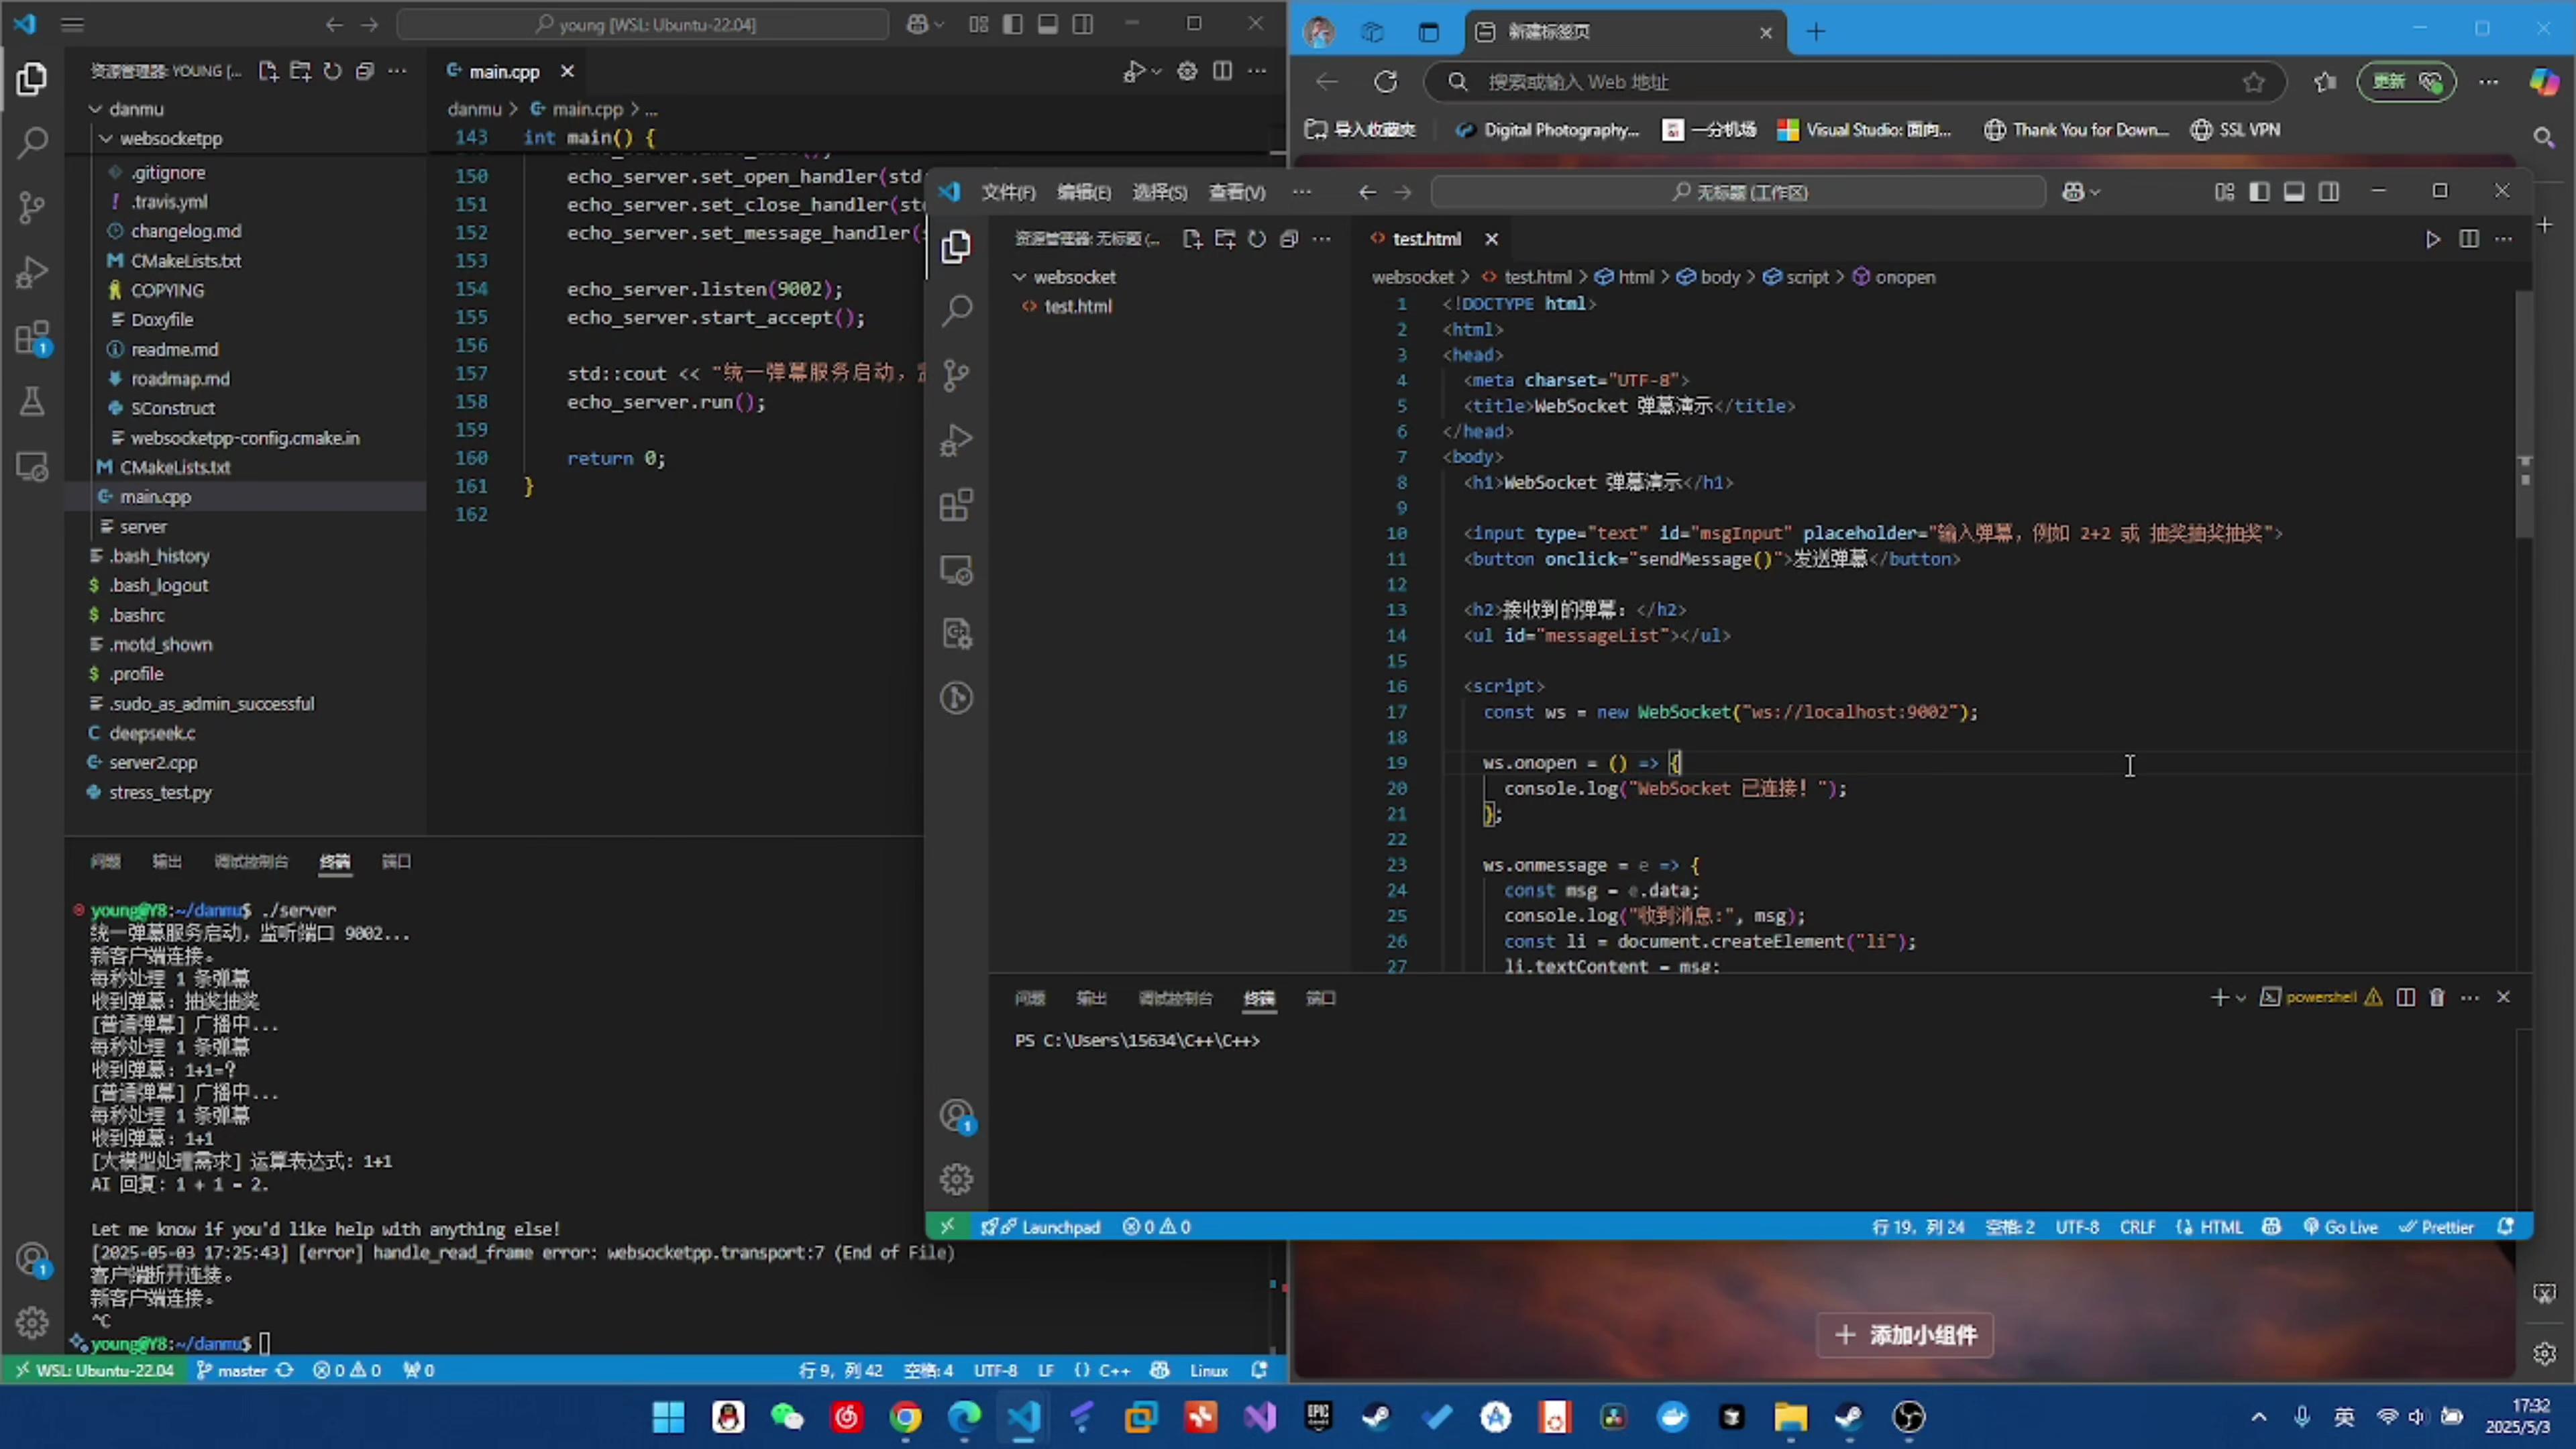 young [WSL: Ubuntu-22.04]
资源管理器: YOUNG [...
main.cpp
danmu
websocketpp
.gitignore
.travis.yml
changelog.md
CMakeLists.txt
COPYING
Doxyfile
readme.md
roadmap.md
SConstruct
websocketpp-config.cmake.in
CMakeLists.txt
main.cpp
server
.bash_history
.bash_logout
.bashrc
.motd_shown
.profile
.sudo_as_admin_successful
deepseek.c
server2.cpp
stress_test.py
danmu > main.cpp > ...
143 int main() {
150 echo_server.set_open_handler(std
151 echo_server.set_close_handler(st
152 echo_server.set_message_handler(
153
154 echo_server.listen(9002);
155 echo_server.start_accept();
156
157 std::cout << "统一弹幕服务启动，
158 echo_server.run();
159
160 return 0;
161 }
162
问题 输出 调试控制台 终端 端口
young@Y8:~/danmu$ ./server
统一弹幕服务启动，监听端口 9002...
新客户端连接。
每秒处理 1 条弹幕
收到弹幕: 抽奖抽奖
[普通弹幕] 广播中...
每秒处理 1 条弹幕
收到弹幕: 1+1=?
[普通弹幕] 广播中...
每秒处理 1 条弹幕
收到弹幕: 1+1
[大模型处理需求] 运算表达式: 1+1
AI 回复: 1 + 1 = 2.
Let me know if you'd like help with anything else!
[2025-05-03 17:25:43] [error] handle_read_frame error: websocketpp.transport:7 (End of File)
客户端断开连接。
新客户端连接。
^C
young@Y8:~/danmu$
WSL: Ubuntu-22.04 master 0 0 0 行 9, 列 42 空格: 4 UTF-8 LF {} C++ Linux
新建标签页
搜索或输入 Web 地址
更新
导入收藏夹 Digital Photography... 一分机场 Visual Studio: 面向... Thank You for Down... SSL VPN
文件(F) 编辑(E) 选择(S) 查看(V) ... 无标题 (工作区)
资源管理器: 无标题 (...
test.html
websocket
test.html
websocket > test.html > html > body > script > onopen
1 <!DOCTYPE html>
2 <html>
3 <head>
4 <meta charset="UTF-8">
5 <title>WebSocket 弹幕演示</title>
6 </head>
7 <body>
8 <h1>WebSocket 弹幕演示</h1>
9
10 <input type="text" id="msgInput" placeholder="输入弹幕，例如 2+2 或 抽奖抽奖抽奖">
11 <button onclick="sendMessage()">发送弹幕</button>
12
13 <h2>接收到的弹幕：</h2>
14 <ul id="messageList"></ul>
15
16 <script>
17 const ws = new WebSocket("ws://localhost:9002");
18
19 ws.onopen = () => {
20 console.log("WebSocket 已连接！");
21 };
22
23 ws.onmessage = e => {
24 const msg = e.data;
25 console.log("收到消息:", msg);
26 const li = document.createElement("li");
27 li.textContent = msg;
问题 输出 调试控制台 终端 端口
powershell
PS C:\Users\15634\C++\C++>
Launchpad 0 0 行 19, 列 24 空格: 2 UTF-8 CRLF HTML Go Live Prettier
添加小组件
英
17:32
2025/5/3